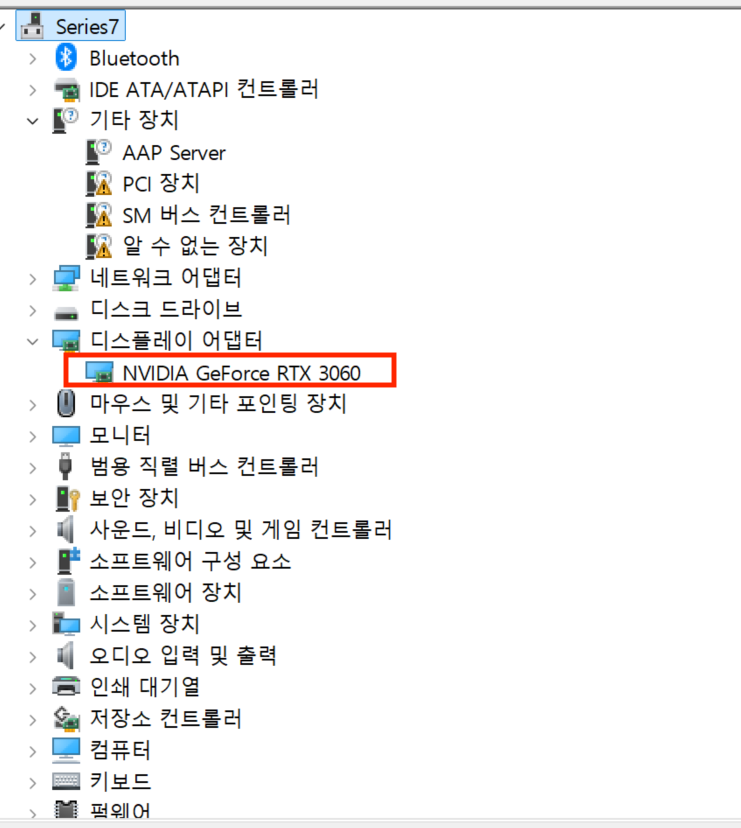 Series7
Bluetooth
IDE ATA/ATAPI 컨트롤러
기타 장치
AAP Server
PCI 장치
SM 버스 컨트롤러
알 수 없는 장치
네트워크 어댑터
디스크 드라이브
디스플레이 어댑터
NVIDIA GeForce RTX 3060
마우스 및 기타 포인팅 장치
모니터
범용 직렬 버스 컨트롤러
보안 장치
사운드, 비디오 및 게임 컨트롤러
소프트웨어 구성 요소
소프트웨어 장치
시스템 장치
오디오 입력 및 출력
인쇄 대기열
저장소 컨트롤러
컴퓨터
키보드
펌웨어